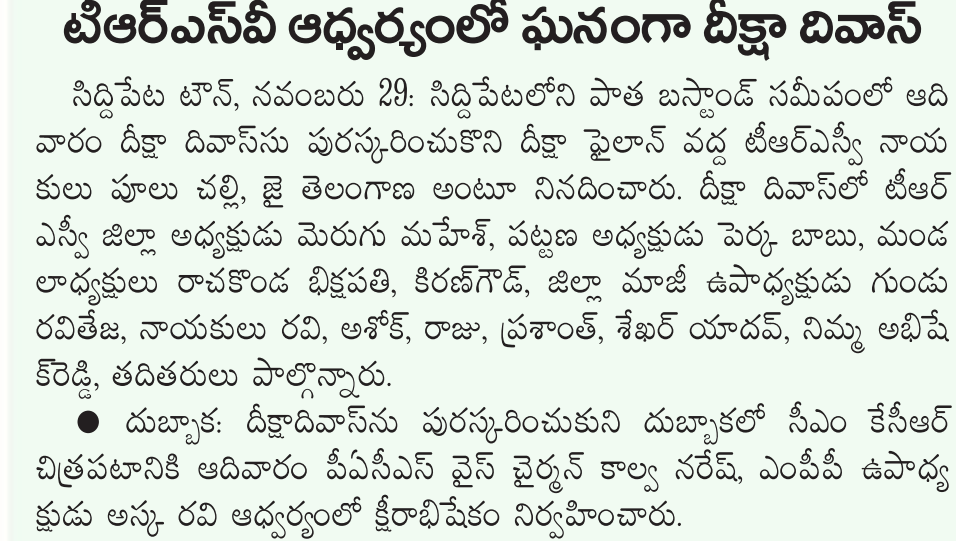 టీఆర్ఎస్‌వీ ఆధ్వర్యంలో ఘనంగా దీక్షా దివాస్
సిద్దిపేట టౌన్, నవంబరు 29: సిద్దిపేటలోని పాత బస్టాండ్ సమీపంలో ఆది
వారం దీక్షా దివాస్‌సు పురస్కరించుకొని దీక్షా ఫైలాన్ వద్ద టీఆర్ఎస్వీ నాయ
కులు పూలు చల్లి, జై తెలంగాణ అంటూ నినదించారు. దీక్షా దివాస్‌లో టీఆర్
ఎస్వీ జిల్లా అధ్యక్షుడు మెరుగు మహేశ్, పట్టణ అధ్యక్షుడు పెర్క బాబు, మండ
లాధ్యక్షులు రాచకొండ భిక్షపతి, కిరణ్‌గౌడ్, జిల్లా మాజీ ఉపాధ్యక్షుడు గుండు
రవితేజ, నాయకులు రవి, అశోక్, రాజు, ప్రశాంత్, శేఖర్ యాదవ్, నిమ్మ అభిషే
క్‌రెడ్డి, తదితరులు పాల్గొన్నారు.
● దుబ్బాక: దీక్షాదివాస్‌ను పురస్కరించుకుని దుబ్బాకలో సీఎం కేసీఆర్
చిత్రపటానికి ఆదివారం పీఏసీఎస్ వైస్ చైర్మన్ కాల్వ నరేష్, ఎంపీపీ ఉపాధ్య
క్షుడు అస్క రవి ఆధ్వర్యంలో క్షీరాభిషేకం నిర్వహించారు.